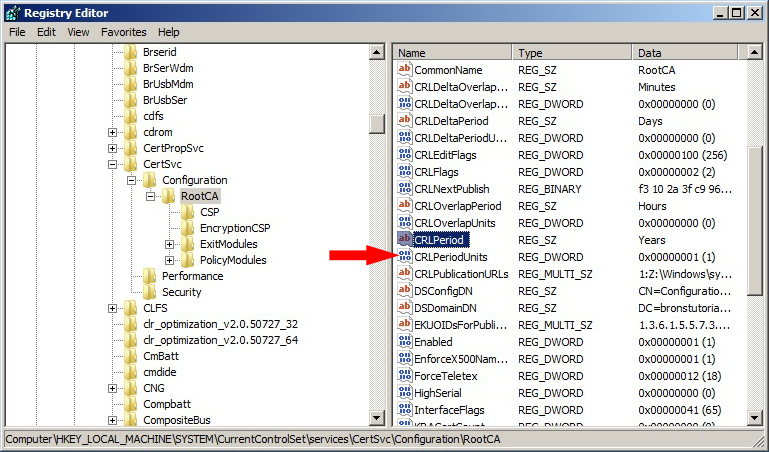 Registry Editor
File Edit View Favorites Help
Brserid
BrSerWdm
BrUsbMdm
BrUsbSer
cdfs
cdrom
CertPropSvc
CertSvc
Configuration
RootCA
CSP
EncryptionCSP
ExitModules
PolicyModules
Performance
Security
CLFS
clr_optimization_v2.0.50727_32
clr_optimization_v2.0.50727_64
CmBatt
cmdide
CNG
Compbatt
CompositeBus
Name Type Data
CommonName REG_SZ RootCA
CRLDeltaOverlap... REG_SZ Minutes
CRLDeltaOverlap... REG_DWORD 0x00000000 (0)
CRLDeltaPeriod REG_SZ Days
CRLDeltaPeriodU... REG_DWORD 0x00000000 (0)
CRLEditFlags REG_DWORD 0x00000100 (256)
CRLFlags REG_DWORD 0x00000002 (2)
CRLNextPublish REG_BINARY f3 10 2a 3f c9 96...
CRLOverlapPeriod REG_SZ Hours
CRLOverlapUnits REG_DWORD 0x00000000 (0)
CRLPeriod REG_SZ Years
CRLPeriodUnits REG_DWORD 0x00000001 (1)
CRLPublicationURLs REG_MULTI_SZ 1:Z:\Windows\sy...
DSConfigDN REG_SZ CN=Configuratio...
DSDomainDN REG_SZ DC=bronstutoria...
EKUOIDsForPubli... REG_MULTI_SZ 1.3.6.1.5.5.7.3....
Enabled REG_DWORD 0x00000001 (1)
EnforceX500Nam... REG_DWORD 0x00000001 (1)
ForceTeletex REG_DWORD 0x00000012 (18)
HighSerial REG_DWORD 0x00000000 (0)
InterfaceFlags REG_DWORD 0x00000041 (65)
KRACertCount REG_DWORD 0x00000000 (0)
Computer\HKEY_LOCAL_MACHINE\SYSTEM\CurrentControlSet\services\CertSvc\Configuration\RootCA